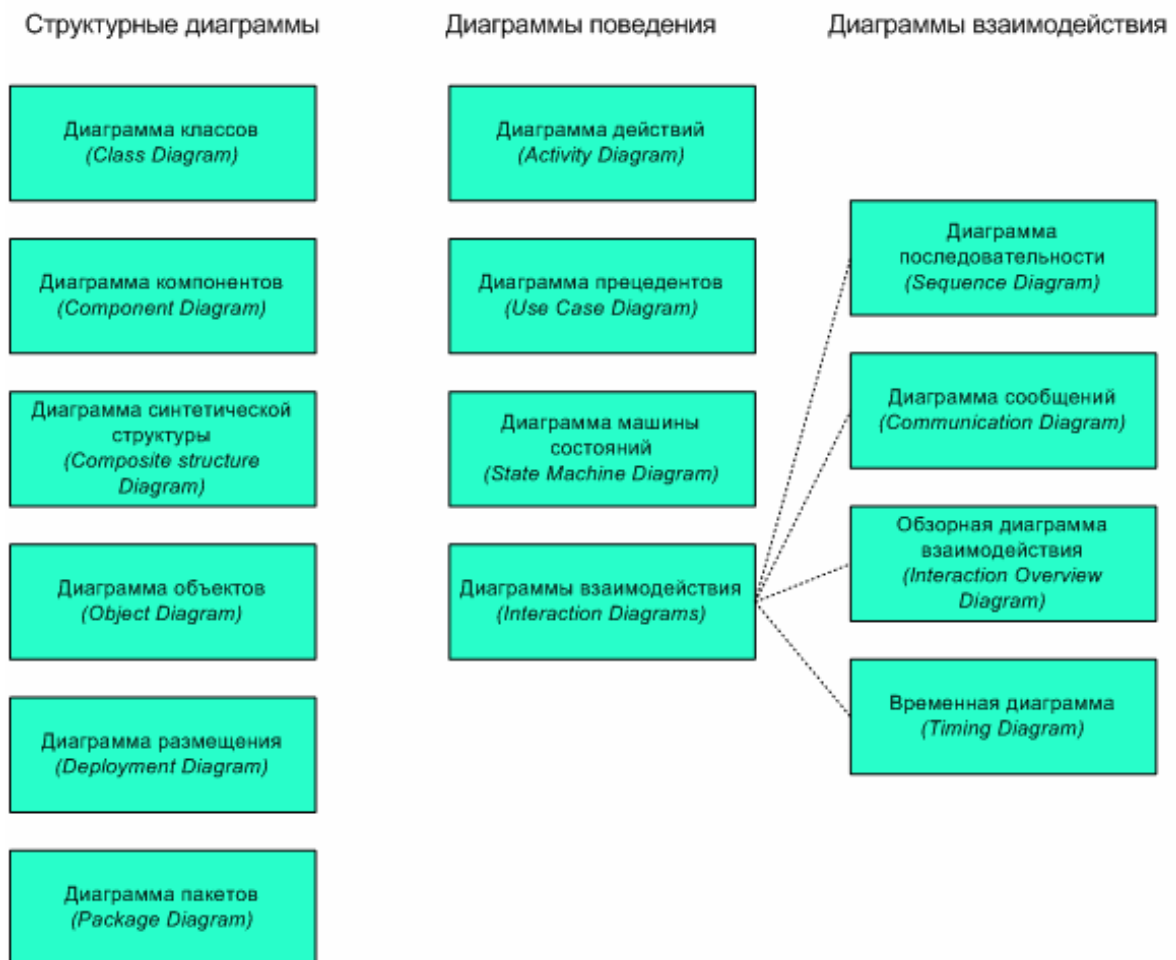 Структурные диаграммы
Диаграмма классов
(Class Diagram)
Диаграмма компонентов
(Component Diagram)
Диаграмма синтетической
структуры
(Composite structure
Diagram)
Диаграмма объектов
(Object Diagram)
Диаграмма размещения
(Deployment Diagram)
Диаграмма пакетов
(Package Diagram)
Диаграммы поведения
Диаграмма действий
(Activity Diagram)
Диаграмма прецедентов
(Use Case Diagram)
Диаграмма машины
состояний
(State Machine Diagram)
Диаграммы взаимодействия
(Interaction Diagrams)
Диаграммы взаимодействия
Диаграмма
последовательности
(Sequence Diagram)
Диаграмма сообщений
(Communication Diagram)
Обзорная диаграмма
взаимодействия
(Interaction Overview
Diagram)
Временная диаграмма
(Timing Diagram)